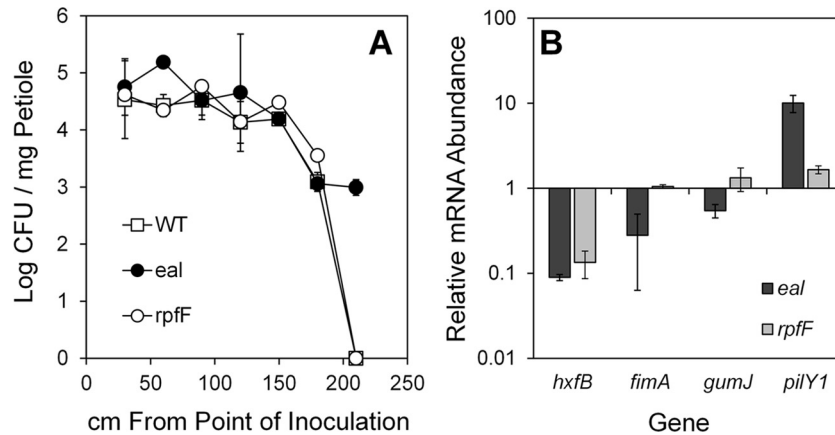 A
Log CFU / mg Petiole
6
5
4
3
2
1
0
WT
eal
rpfF
0 50 100 150 200 250
cm From Point of Inoculation
B
Relative mRNA Abundance
100
10
1
0.1
0.01
eal
rpfF
hxfB fimA gumJ pilY1
Gene